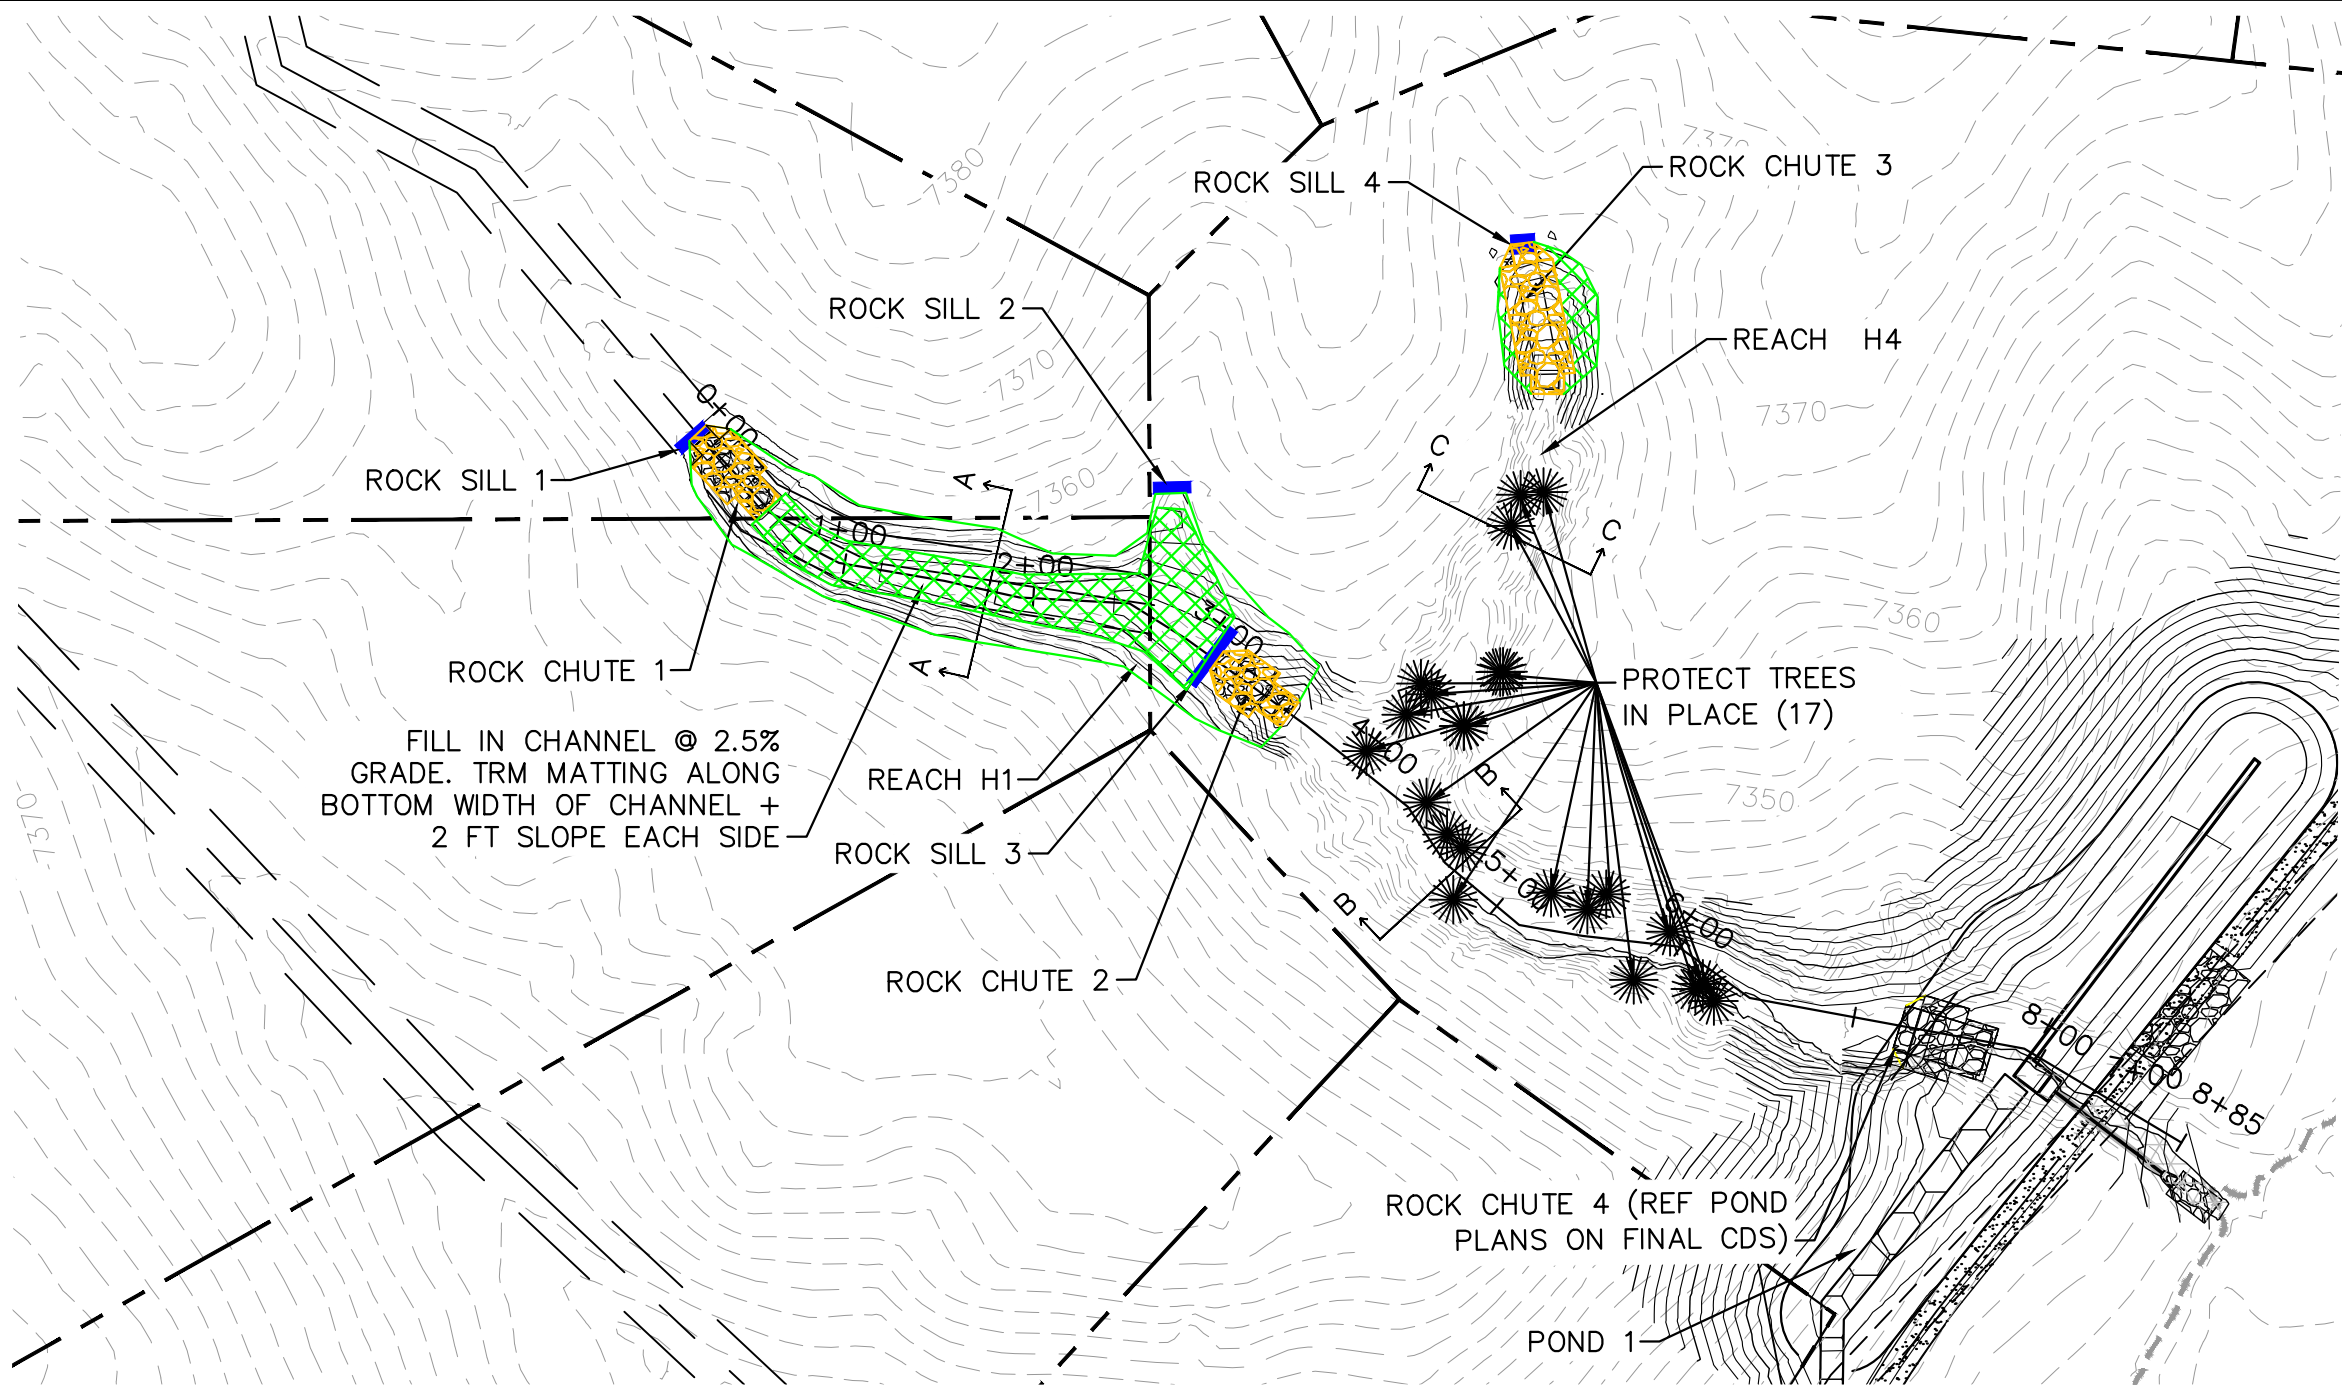 7380
7370
ROCK CHUTE 3
ROCK SILL 4
ROCK SILL 2
REACH H4
7370
7370
0+00
C
C
ROCK SILL 1
A
7360
1+00
2+00
3+00
7360
A
ROCK CHUTE 1
PROTECT TREES
IN PLACE (17)
FILL IN CHANNEL @ 2.5%
GRADE. TRM MATTING ALONG
BOTTOM WIDTH OF CHANNEL +
2 FT SLOPE EACH SIDE
REACH H1
4+00
B
7350
7370
ROCK SILL 3
5+00
B
6+00
ROCK CHUTE 2
8+00
8+85
ROCK CHUTE 4 (REF POND
PLANS ON FINAL CDS)
POND 1